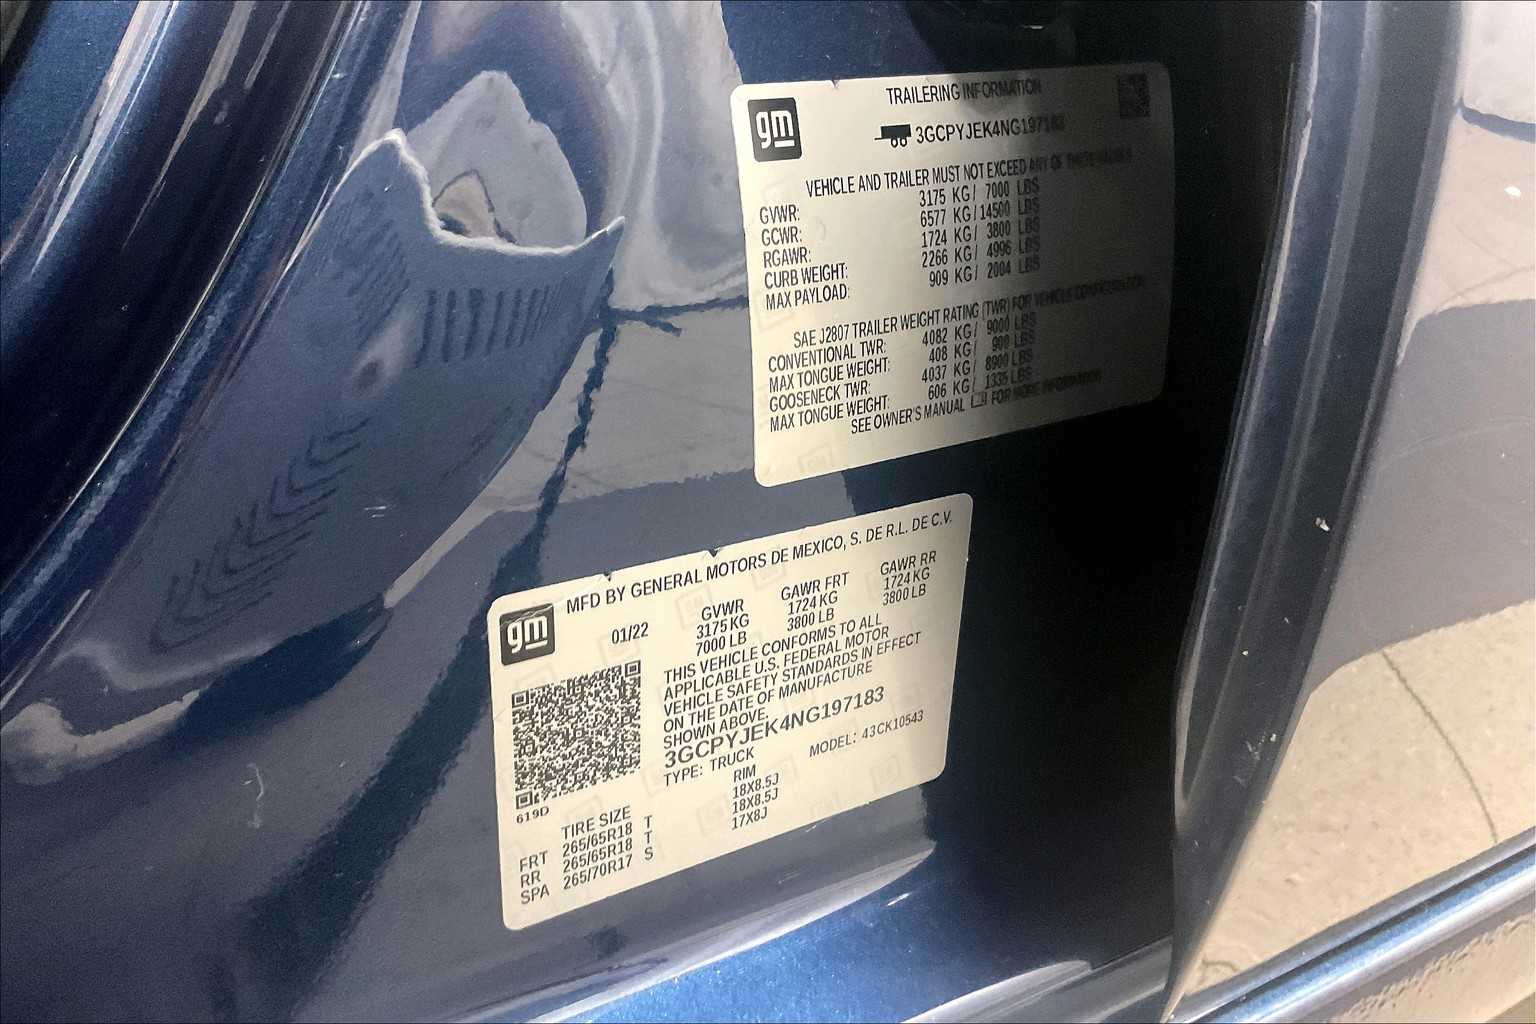 gm
TRAILERING INFORMATION
3GCPYJEK4NG197183
VEHICLE AND TRAILER MUST NOT EXCEED ANY OF THESE VALUES
GVWR: 3175 KG/ 7000 LBS
GCWR: 6577 KG/14500 LBS
RGAWR: 1724 KG/ 3800 LBS
CURB WEIGHT: 2266 KG/ 4996 LBS
MAX PAYLOAD: 909 KG/ 2004 LBS
SAE J2807 TRAILER WEIGHT RATING (TWR) FOR VEHICLE CONFIGURATION
CONVENTIONAL TWR: 4082 KG/ 9000 LBS
MAX TONGUE WEIGHT: 408 KG/ 900 LBS
GOOSENECK TWR: 4037 KG/ 8900 LBS
MAX TONGUE WEIGHT: 606 KG/ 1335 LBS
SEE OWNER'S MANUAL FOR MORE INFORMATION
gm
MFD BY GENERAL MOTORS DE MEXICO, S. DE R.L. DE C.V.
01/22 GVWR GAWR FRT GAWR RR
3175 KG 1724 KG 1724 KG
7000 LB 3800 LB 3800 LB
THIS VEHICLE CONFORMS TO ALL
APPLICABLE U.S. FEDERAL MOTOR
VEHICLE SAFETY STANDARDS IN EFFECT
ON THE DATE OF MANUFACTURE
SHOWN ABOVE.
3GCPYJEK4NG197183
TYPE: TRUCK MODEL: 43CK10543
619D
TIRE SIZE RIM
FRT 265/65R18 T 18X8.5J
RR 265/65R18 T 18X8.5J
SPA 265/70R17 S 17X8J